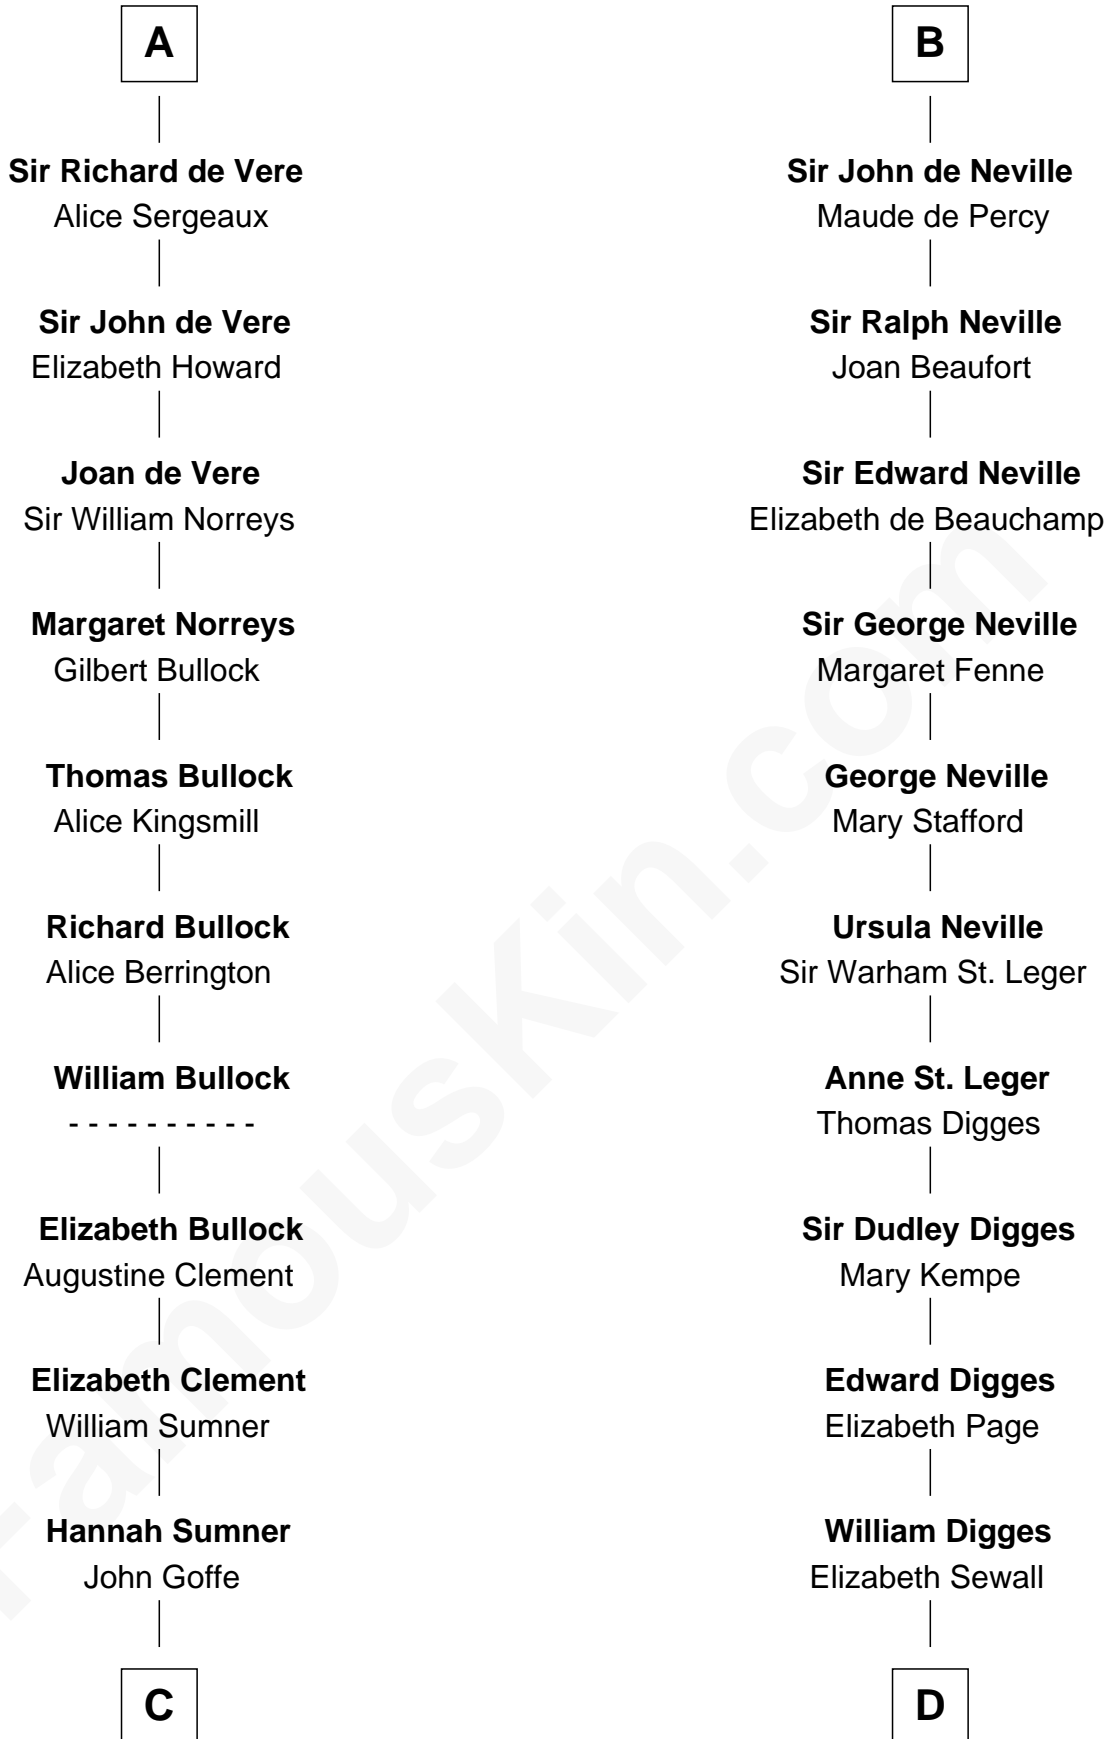 A
Sir Richard de Vere
Alice Sergeaux
Sir John de Vere
Elizabeth Howard
Joan de Vere
Sir William Norreys
Margaret Norreys
Gilbert Bullock
Thomas Bullock
Alice Kingsmill
Richard Bullock
Alice Berrington
William Bullock
- - - - - - - - - -
Elizabeth Bullock
Augustine Clement
Elizabeth Clement
William Sumner
Hannah Sumner
John Goffe
C
B
Sir John de Neville
Maude de Percy
Sir Ralph Neville
Joan Beaufort
Sir Edward Neville
Elizabeth de Beauchamp
Sir George Neville
Margaret Fenne
George Neville
Mary Stafford
Ursula Neville
Sir Warham St. Leger
Anne St. Leger
Thomas Digges
Sir Dudley Digges
Mary Kempe
Edward Digges
Elizabeth Page
William Digges
Elizabeth Sewall
D
FamousKin.com